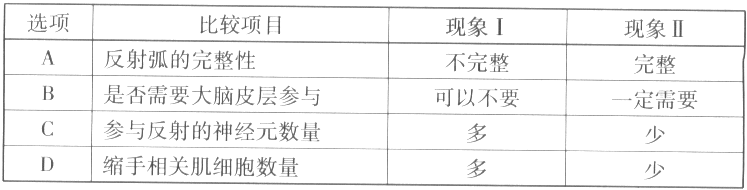 选项 比较项目 现象Ⅰ 现象Ⅱ
A 反射弧的完整性 不完整 完整
B 是否需要大脑皮层参与 可以不要 一定需要
C 参与反射的神经元数量 多 少
D 缩手相关肌细胞数量 多 少